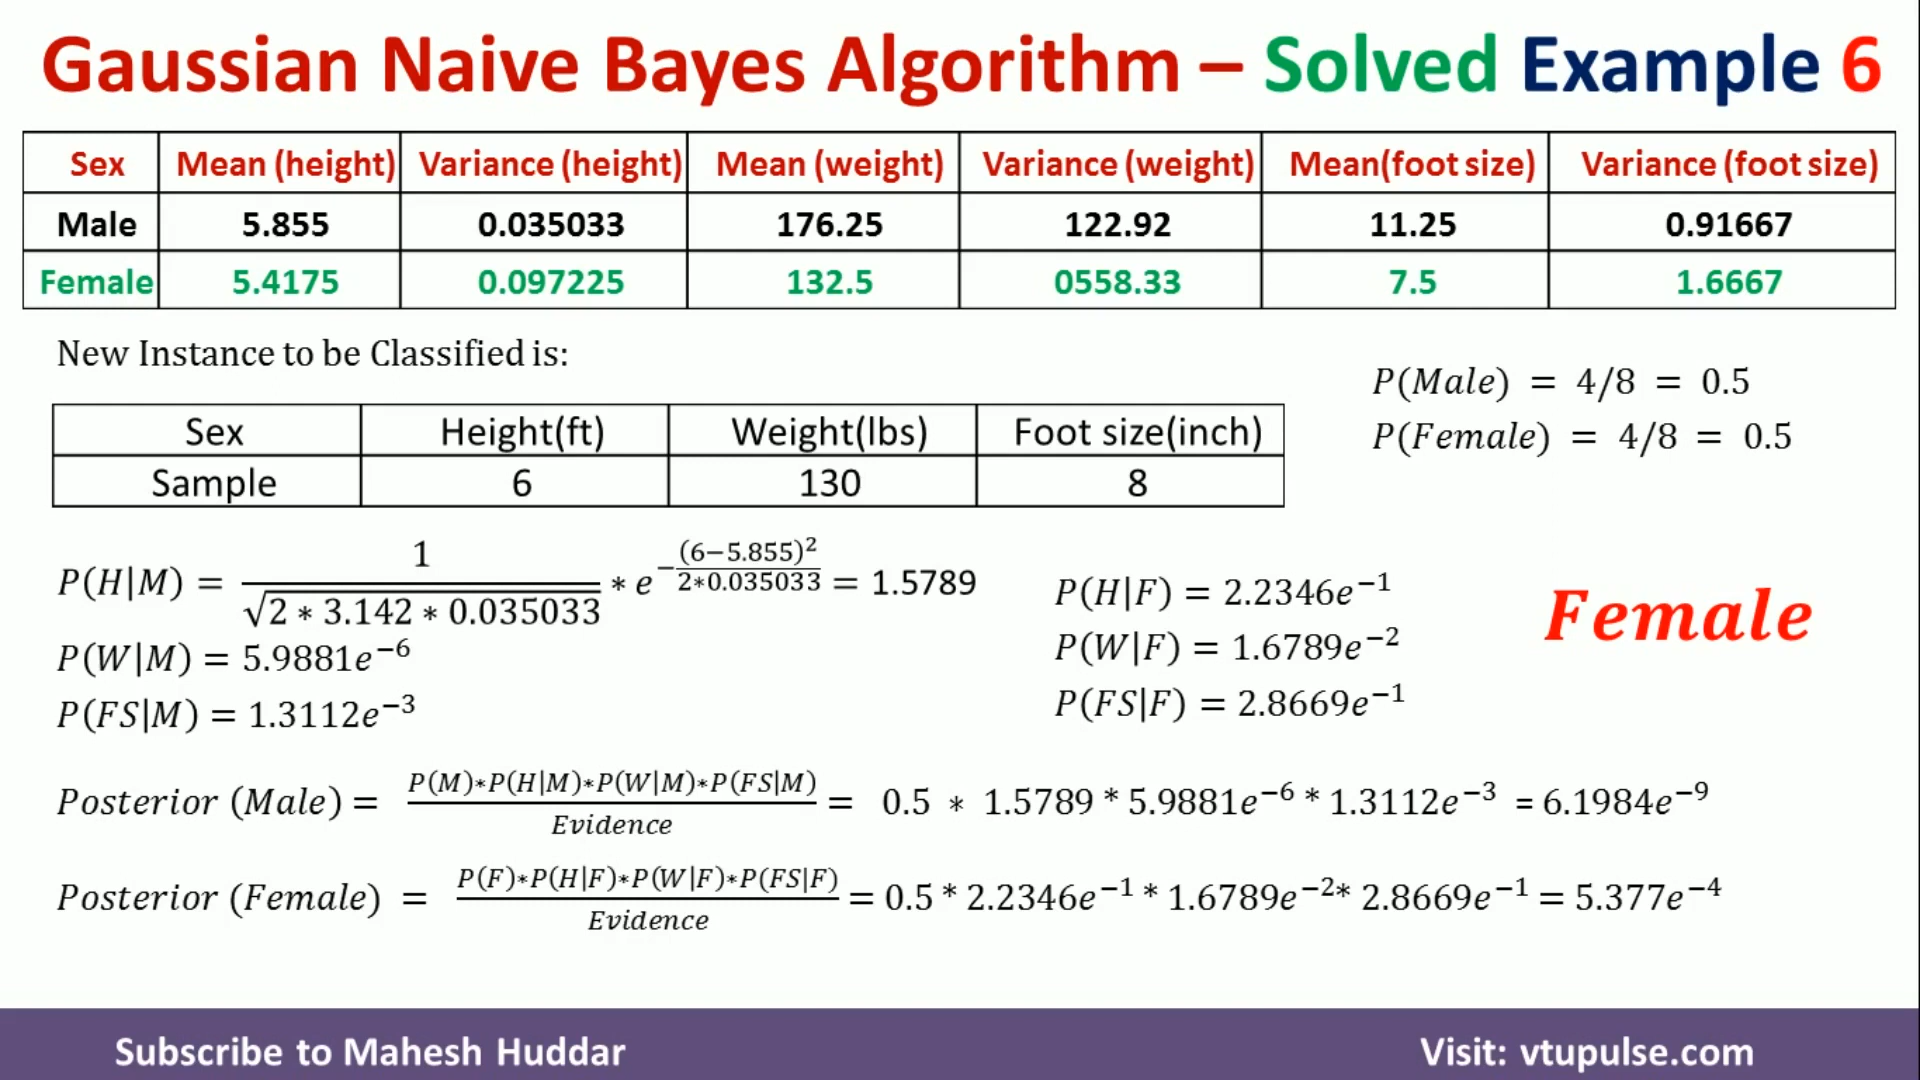 Gaussian Naive Bayes Algorithm – Solved Example 6
Sex Mean (height) Variance (height) Mean (weight) Variance (weight) Mean(foot size) Variance (foot size)
Male 5.855 0.035033 176.25 122.92 11.25 0.91667
Female 5.4175 0.097225 132.5 0558.33 7.5 1.6667
New Instance to be Classified is:
P(Male) = 4/8 = 0.5
P(Female) = 4/8 = 0.5
Sex Height(ft) Weight(lbs) Foot size(inch)
Sample 6 130 8
P(H|M) = 1 / √(2 * 3.142 * 0.035033) * e^−((6−5.855)²/(2*0.035033)) = 1.5789
P(W|M) = 5.9881e⁻⁶
P(FS|M) = 1.3112e⁻³
P(H|F) = 2.2346e⁻¹
P(W|F) = 1.6789e⁻²
P(FS|F) = 2.8669e⁻¹
Female
Posterior (Male) = P(M)*P(H|M)*P(W|M)*P(FS|M) / Evidence = 0.5 * 1.5789 * 5.9881e⁻⁶ * 1.3112e⁻³ = 6.1984e⁻⁹
Posterior (Female) = P(F)*P(H|F)*P(W|F)*P(FS|F) / Evidence = 0.5 * 2.2346e⁻¹ * 1.6789e⁻² * 2.8669e⁻¹ = 5.377e⁻⁴
Subscribe to Mahesh Huddar
Visit: vtupulse.com